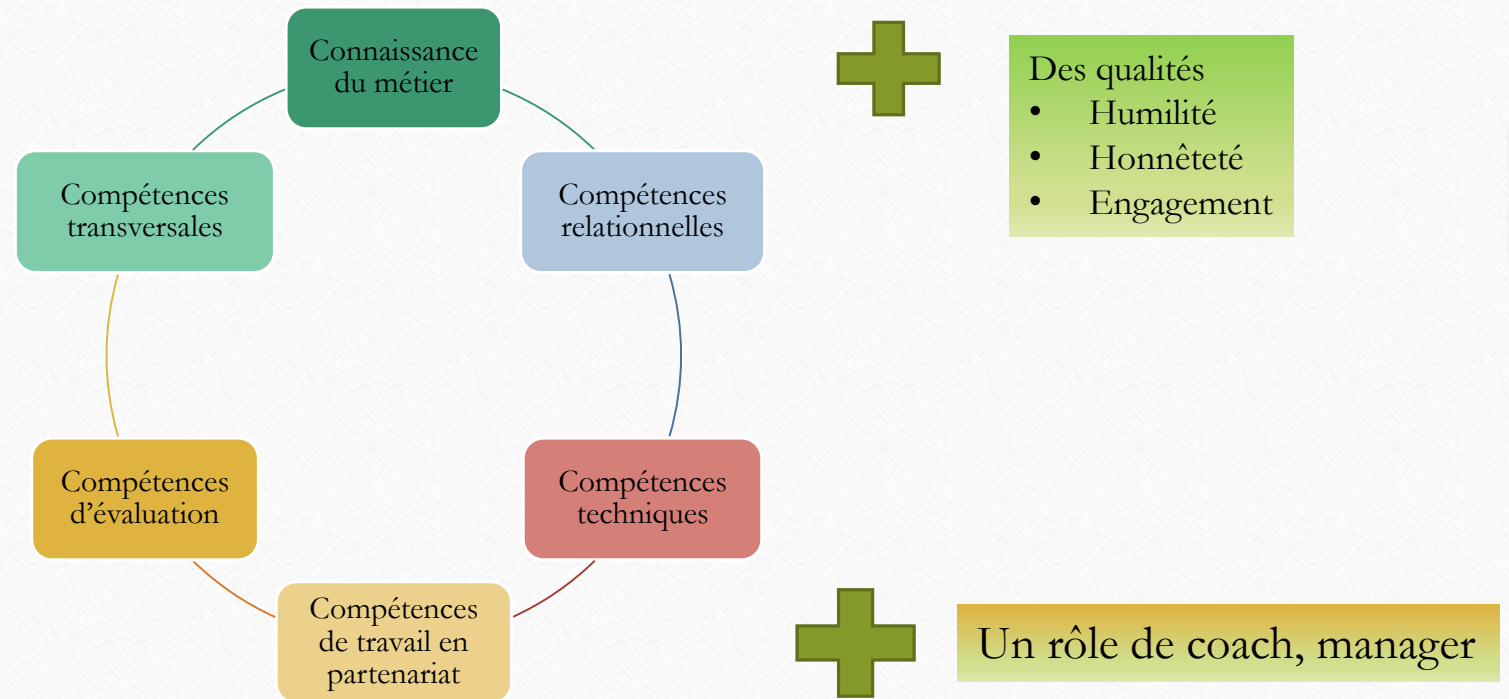 Connaissance
du métier
Compétences
relationnelles
Compétences
techniques
Compétences
de travail en
partenariat
Compétences
d’évaluation
Compétences
transversales
Des qualités
• Humilité
• Honnêteté
• Engagement
Un rôle de coach, manager